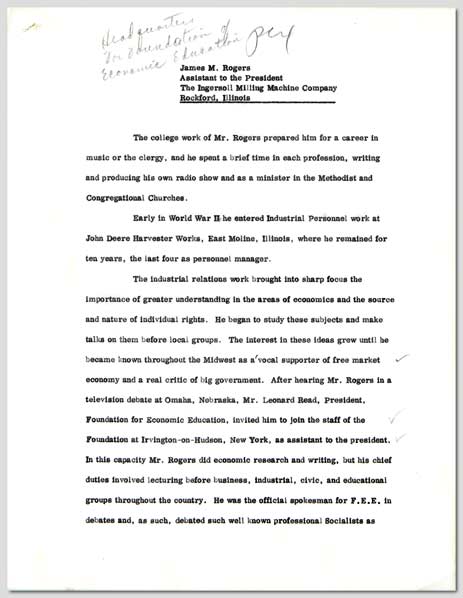 Headquarters
for Foundation of
Economic Education
James M. Rogers
Assistant to the President
The Ingersoll Milling Machine Company
Rockford, Illinois
The college work of Mr. Rogers prepared him for a career in
music or the clergy, and he spent a brief time in each profession, writing
and producing his own radio show and as a minister in the Methodist and
Congregational Churches.
Early in World War II he entered Industrial Personnel work at
John Deere Harvester Works, East Moline, Illinois, where he remained for
ten years, the last four as personnel manager.
The industrial relations work brought into sharp focus the
importance of greater understanding in the areas of economics and the source
and nature of individual rights. He began to study these subjects and make
talks on them before local groups. The interest in these ideas grew until he
became known throughout the Midwest as a vocal supporter of free market
economy and a real critic of big government. After hearing Mr. Rogers in a
television debate at Omaha, Nebraska, Mr. Leonard Read, President,
Foundation for Economic Education, invited him to join the staff of the
Foundation at Irvington-on-Hudson, New York, as assistant to the president.
In this capacity Mr. Rogers did economic research and writing, but his chief
duties involved lecturing before business, industrial, civic, and educational
groups throughout the country. He was the official spokesman for F.E.E. in
debates and, as such, debated such well known professional Socialists as